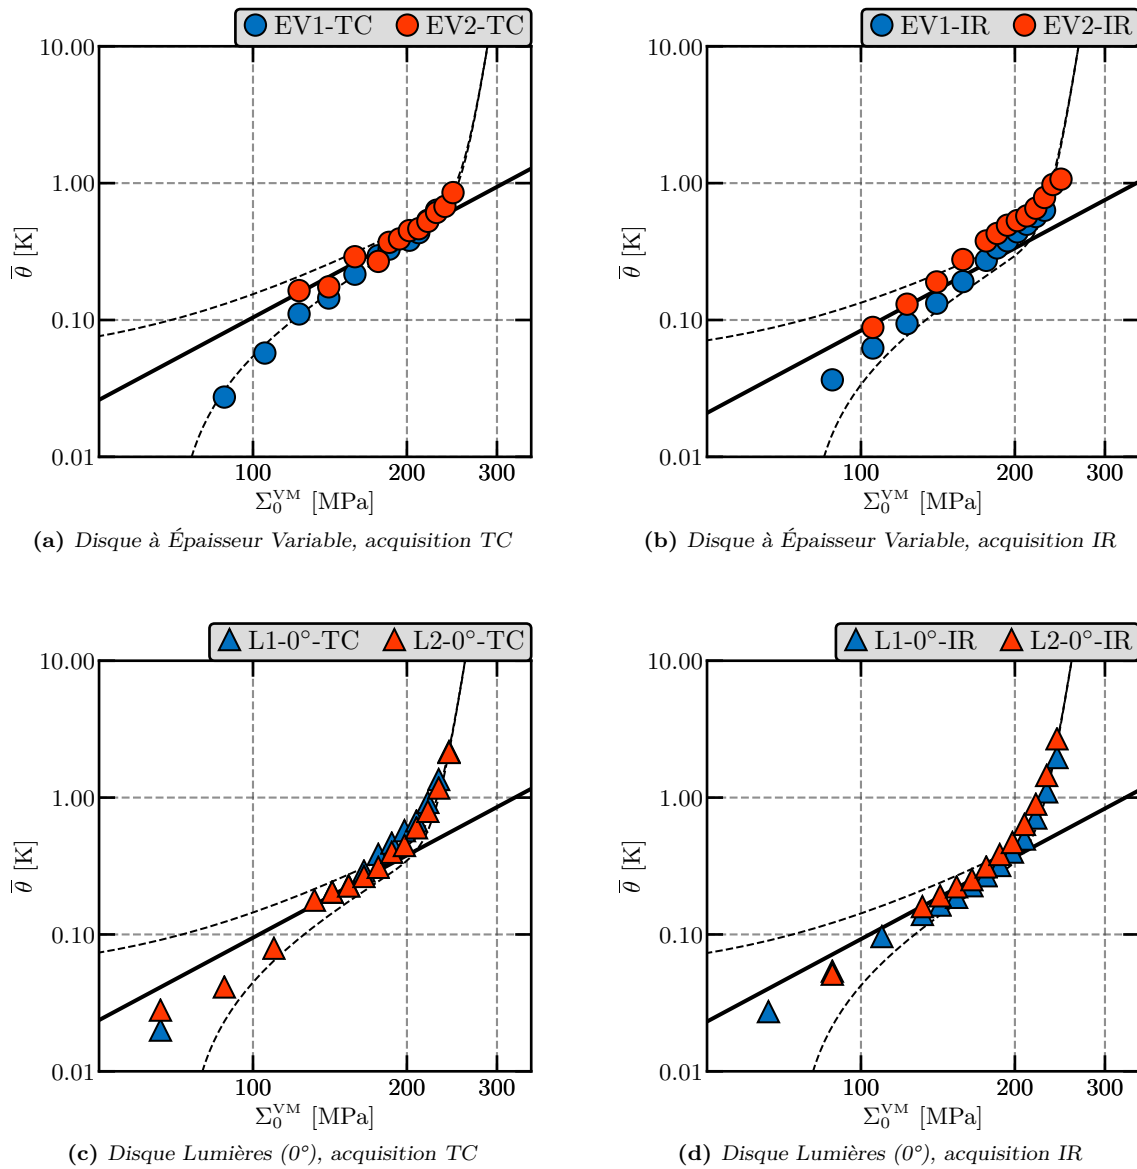 EV1-TC EV2-TC
10.00
1.00
0.10
0.01
θ̅ [K]
100 200 300
Σ₀ⱽᴹ [MPa]
(a) Disque à Épaisseur Variable, acquisition TC
EV1-IR EV2-IR
10.00
1.00
0.10
0.01
θ̅ [K]
100 200 300
Σ₀ⱽᴹ [MPa]
(b) Disque à Épaisseur Variable, acquisition IR
L1-0°-TC L2-0°-TC
10.00
1.00
0.10
0.01
θ̅ [K]
100 200 300
Σ₀ⱽᴹ [MPa]
(c) Disque Lumières (0°), acquisition TC
L1-0°-IR L2-0°-IR
10.00
1.00
0.10
0.01
θ̅ [K]
100 200 300
Σ₀ⱽᴹ [MPa]
(d) Disque Lumières (0°), acquisition IR